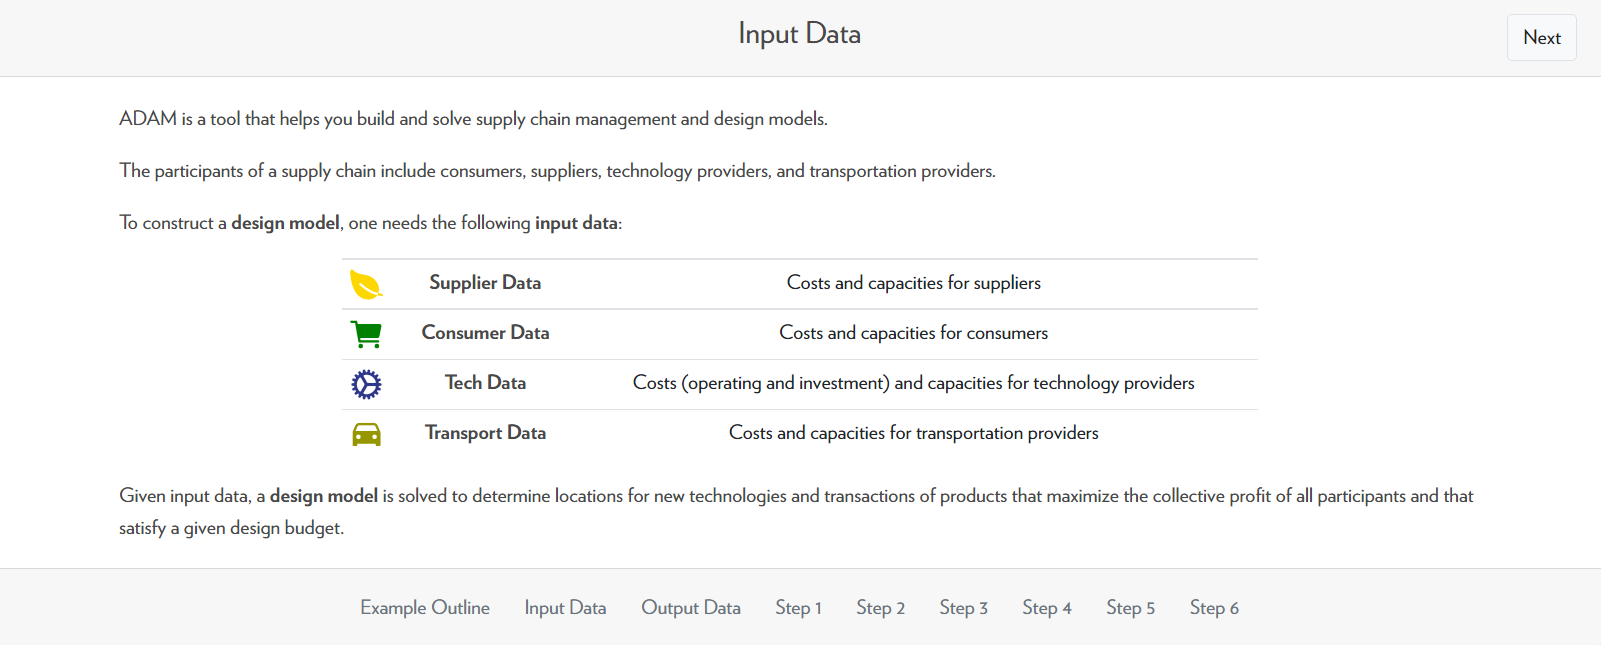 Input Data
Next
ADAM is a tool that helps you build and solve supply chain management and design models.
The participants of a supply chain include consumers, suppliers, technology providers, and transportation providers.
To construct a design model, one needs the following input data:
Supplier Data Costs and capacities for suppliers
Consumer Data Costs and capacities for consumers
Tech Data Costs (operating and investment) and capacities for technology providers
Transport Data Costs and capacities for transportation providers
Given input data, a design model is solved to determine locations for new technologies and transactions of products that maximize the collective profit of all participants and that
satisfy a given design budget.
Example Outline Input Data Output Data Step 1 Step 2 Step 3 Step 4 Step 5 Step 6